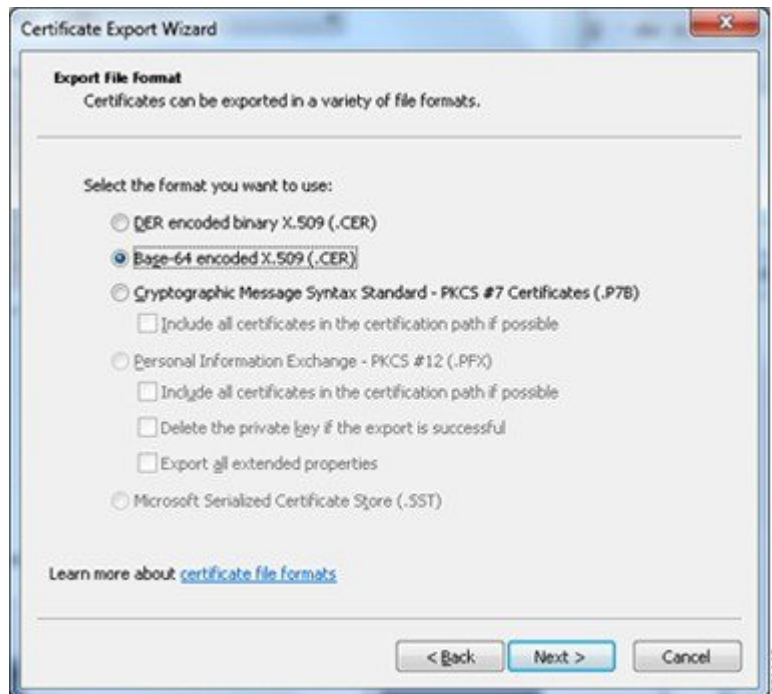 Certificate Export Wizard
Export File Format
Certificates can be exported in a variety of file formats.
Select the format you want to use:
DER encoded binary X.509 (.CER)
Base-64 encoded X.509 (.CER)
Cryptographic Message Syntax Standard - PKCS #7 Certificates (.P7B)
Include all certificates in the certification path if possible
Personal Information Exchange - PKCS #12 (.PFX)
Include all certificates in the certification path if possible
Delete the private key if the export is successful
Export all extended properties
Microsoft Serialized Certificate Store (.SST)
Learn more about certificate file formats
< Back Next > Cancel